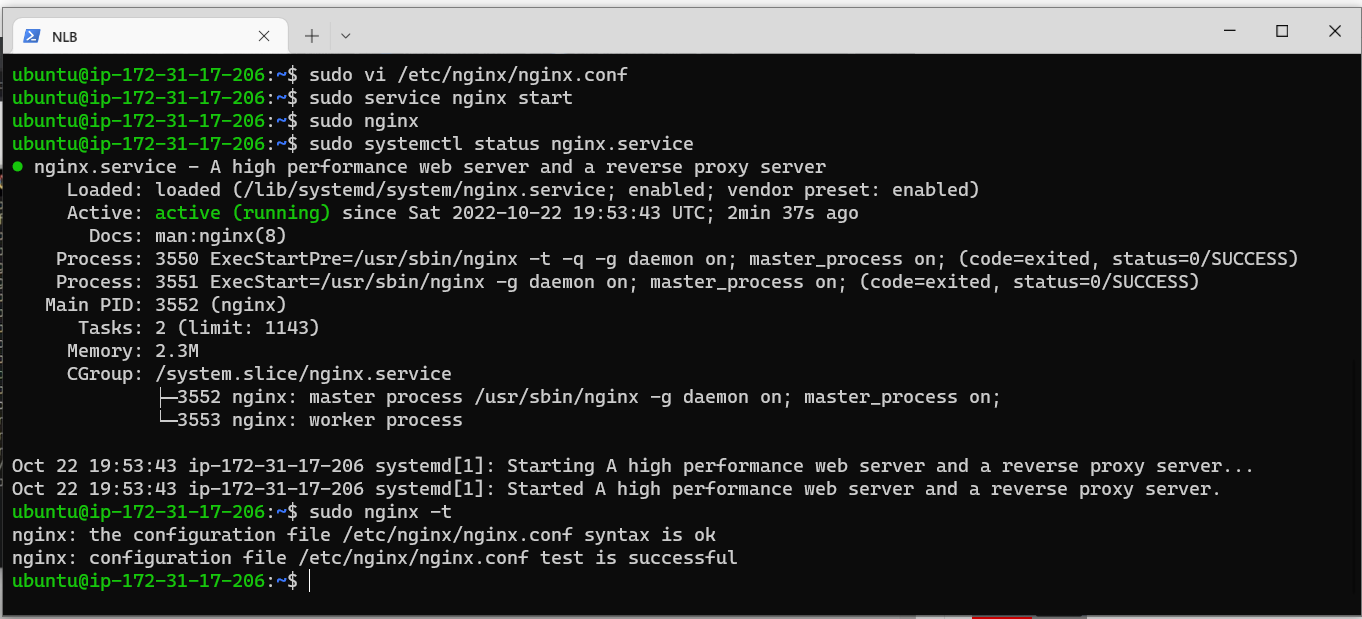 NLB
ubuntu@ip-172-31-17-206:~$ sudo vi /etc/nginx/nginx.conf
ubuntu@ip-172-31-17-206:~$ sudo service nginx start
ubuntu@ip-172-31-17-206:~$ sudo nginx
ubuntu@ip-172-31-17-206:~$ sudo systemctl status nginx.service
● nginx.service - A high performance web server and a reverse proxy server
     Loaded: loaded (/lib/systemd/system/nginx.service; enabled; vendor preset: enabled)
     Active: active (running) since Sat 2022-10-22 19:53:43 UTC; 2min 37s ago
       Docs: man:nginx(8)
    Process: 3550 ExecStartPre=/usr/sbin/nginx -t -q -g daemon on; master_process on; (code=exited, status=0/SUCCESS)
    Process: 3551 ExecStart=/usr/sbin/nginx -g daemon on; master_process on; (code=exited, status=0/SUCCESS)
   Main PID: 3552 (nginx)
      Tasks: 2 (limit: 1143)
     Memory: 2.3M
     CGroup: /system.slice/nginx.service
             ├─3552 nginx: master process /usr/sbin/nginx -g daemon on; master_process on;
             └─3553 nginx: worker process
Oct 22 19:53:43 ip-172-31-17-206 systemd[1]: Starting A high performance web server and a reverse proxy server...
Oct 22 19:53:43 ip-172-31-17-206 systemd[1]: Started A high performance web server and a reverse proxy server.
ubuntu@ip-172-31-17-206:~$ sudo nginx -t
nginx: the configuration file /etc/nginx/nginx.conf syntax is ok
nginx: configuration file /etc/nginx/nginx.conf test is successful
ubuntu@ip-172-31-17-206:~$